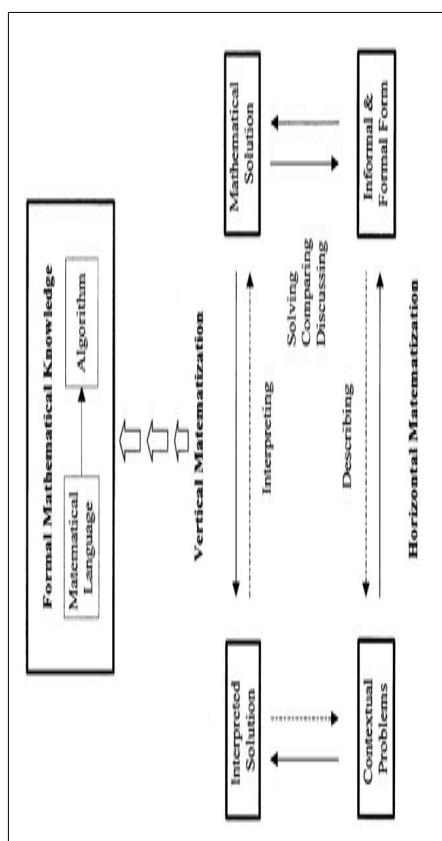 Formal Mathematical Knowledge
Matematical
Language
Algorithm
Vertical Matematization
Interpreted
Solution
Interpreting
Mathematical
Solution
Solving
Comparing
Discussing
Describing
Contextual
Problems
Informal &
Formal Form
Horizontal Matematization